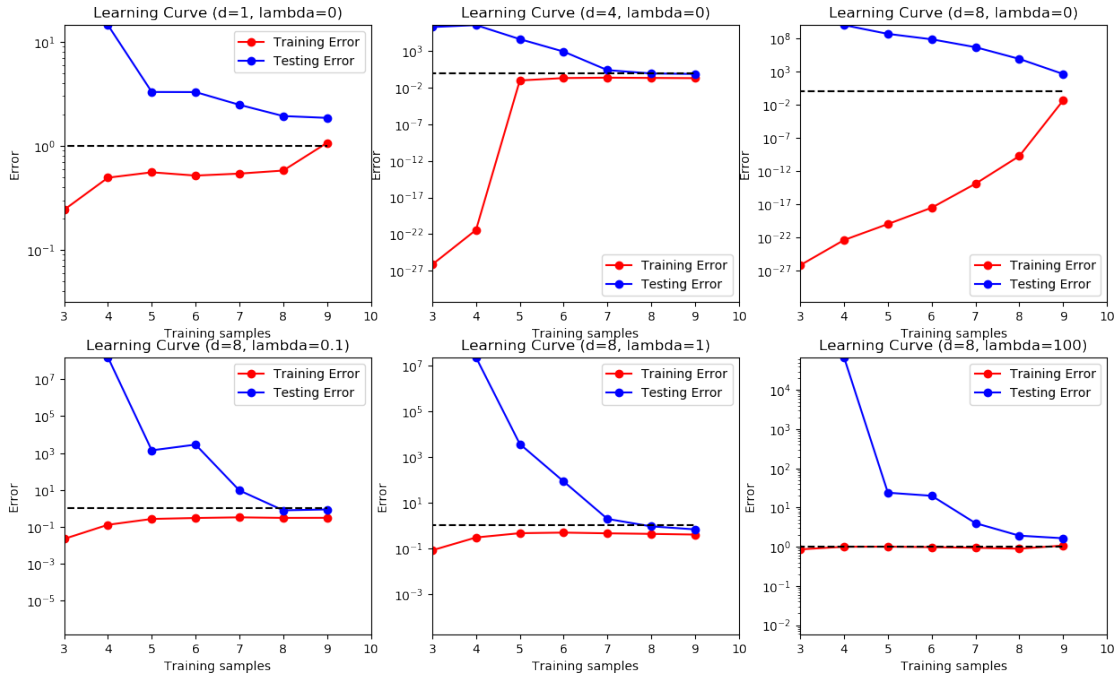 Learning Curve (d=1, lambda=0)
10^1
10^0
10^-1
Error
Training Error
Testing Error
3 4 5 6 7 8 9 10
Training samples
Learning Curve (d=4, lambda=0)
10^3
10^-2
10^-7
10^-12
10^-17
10^-22
10^-27
Error
Training Error
Testing Error
3 4 5 6 7 8 9 10
Training samples
Learning Curve (d=8, lambda=0)
10^8
10^3
10^-2
10^-7
10^-12
10^-17
10^-22
10^-27
Error
Training Error
Testing Error
3 4 5 6 7 8 9 10
Training samples
Learning Curve (d=8, lambda=0.1)
10^7
10^5
10^3
10^1
10^-1
10^-3
10^-5
Error
Training Error
Testing Error
3 4 5 6 7 8 9 10
Training samples
Learning Curve (d=8, lambda=1)
10^7
10^5
10^3
10^1
10^-1
10^-3
Error
Training Error
Testing Error
3 4 5 6 7 8 9 10
Training samples
Learning Curve (d=8, lambda=100)
10^4
10^3
10^2
10^1
10^0
10^-1
10^-2
Error
Training Error
Testing Error
3 4 5 6 7 8 9 10
Training samples